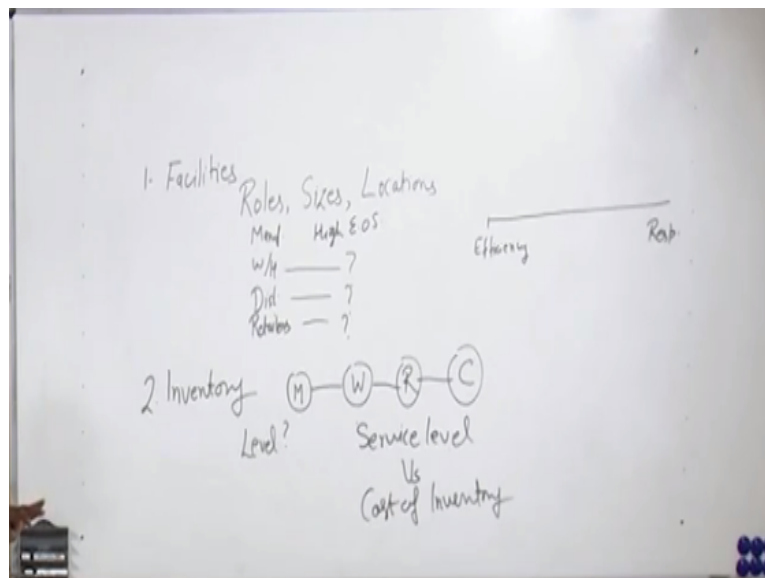 1. Facilities
Roles, Sizes, Locations
Manf High EOS
W/H ?
Dist ?
Retailers ?
Efficiency Resp.
2. Inventory M W R C
Level? Service level
Vs
Cost of Inventory